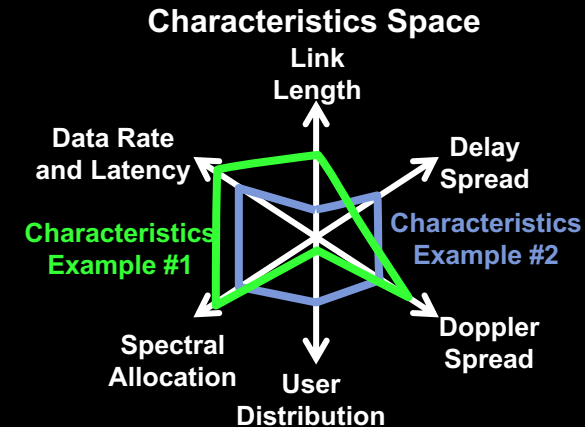 Characteristics Space
Link
Length
Data Rate
and Latency
Delay
Spread
Characteristics
Example #1
Characteristics
Example #2
Spectral
Allocation
User
Distribution
Doppler
Spread